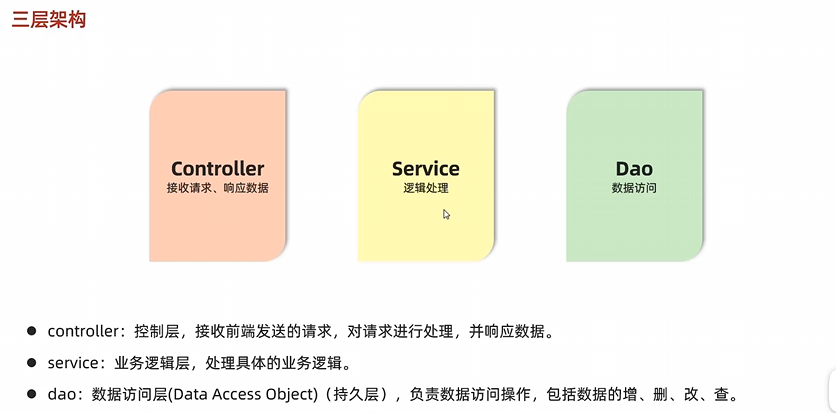 三层架构
Controller
接收请求、响应数据
Service
逻辑处理
Dao
数据访问
controller：控制层，接收前端发送的请求，对请求进行处理，并响应数据。
service：业务逻辑层，处理具体的业务逻辑。
dao：数据访问层(Data Access Object)（持久层），负责数据访问操作，包括数据的增、删、改、查。